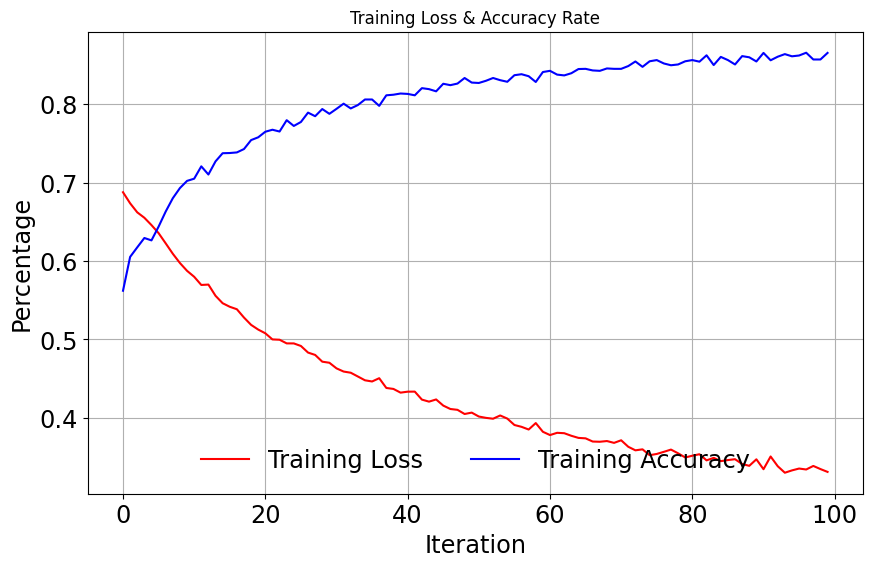 Training Loss & Accuracy Rate
Percentage
0.8
0.7
0.6
0.5
0.4
Training Loss Training Accuracy
0 20 40 60 80 100
Iteration